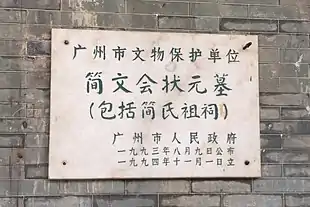 广州市文物保护单位
简文会状元墓
(包括简氏祖祠)
广州市人民政府
一九九三年八月九日公布
一九九四年十一月一日立